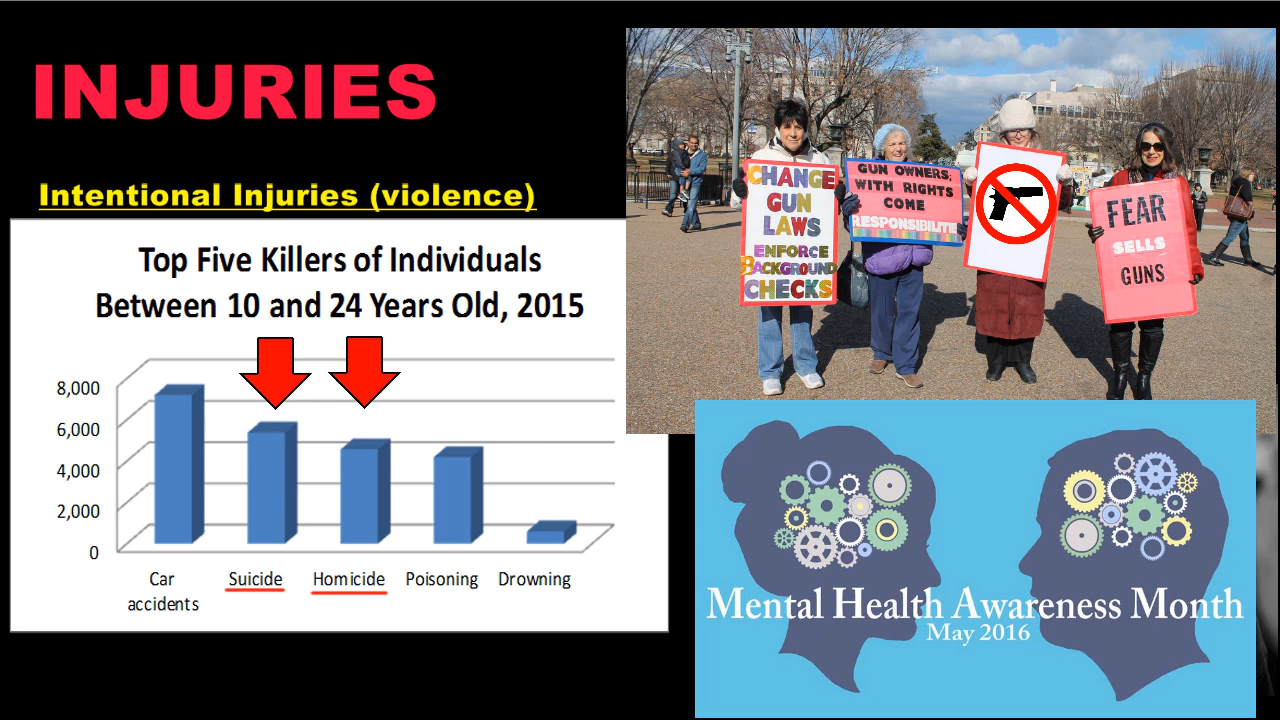 INJURIES
Intentional Injuries (violence)
Top Five Killers of Individuals
Between 10 and 24 Years Old, 2015
8,000
6,000
4,000
2,000
0
Car
accidents
Suicide
Homicide
Poisoning
Drowning
CHANGE
GUN
LAWS
ENFORCE
BACKGROUND
CHECKS
GUN OWNERS;
WITH RIGHTS
COME
RESPONSIBILITE
FEAR
SELLS
GUNS
Mental Health Awareness Month
May 2016